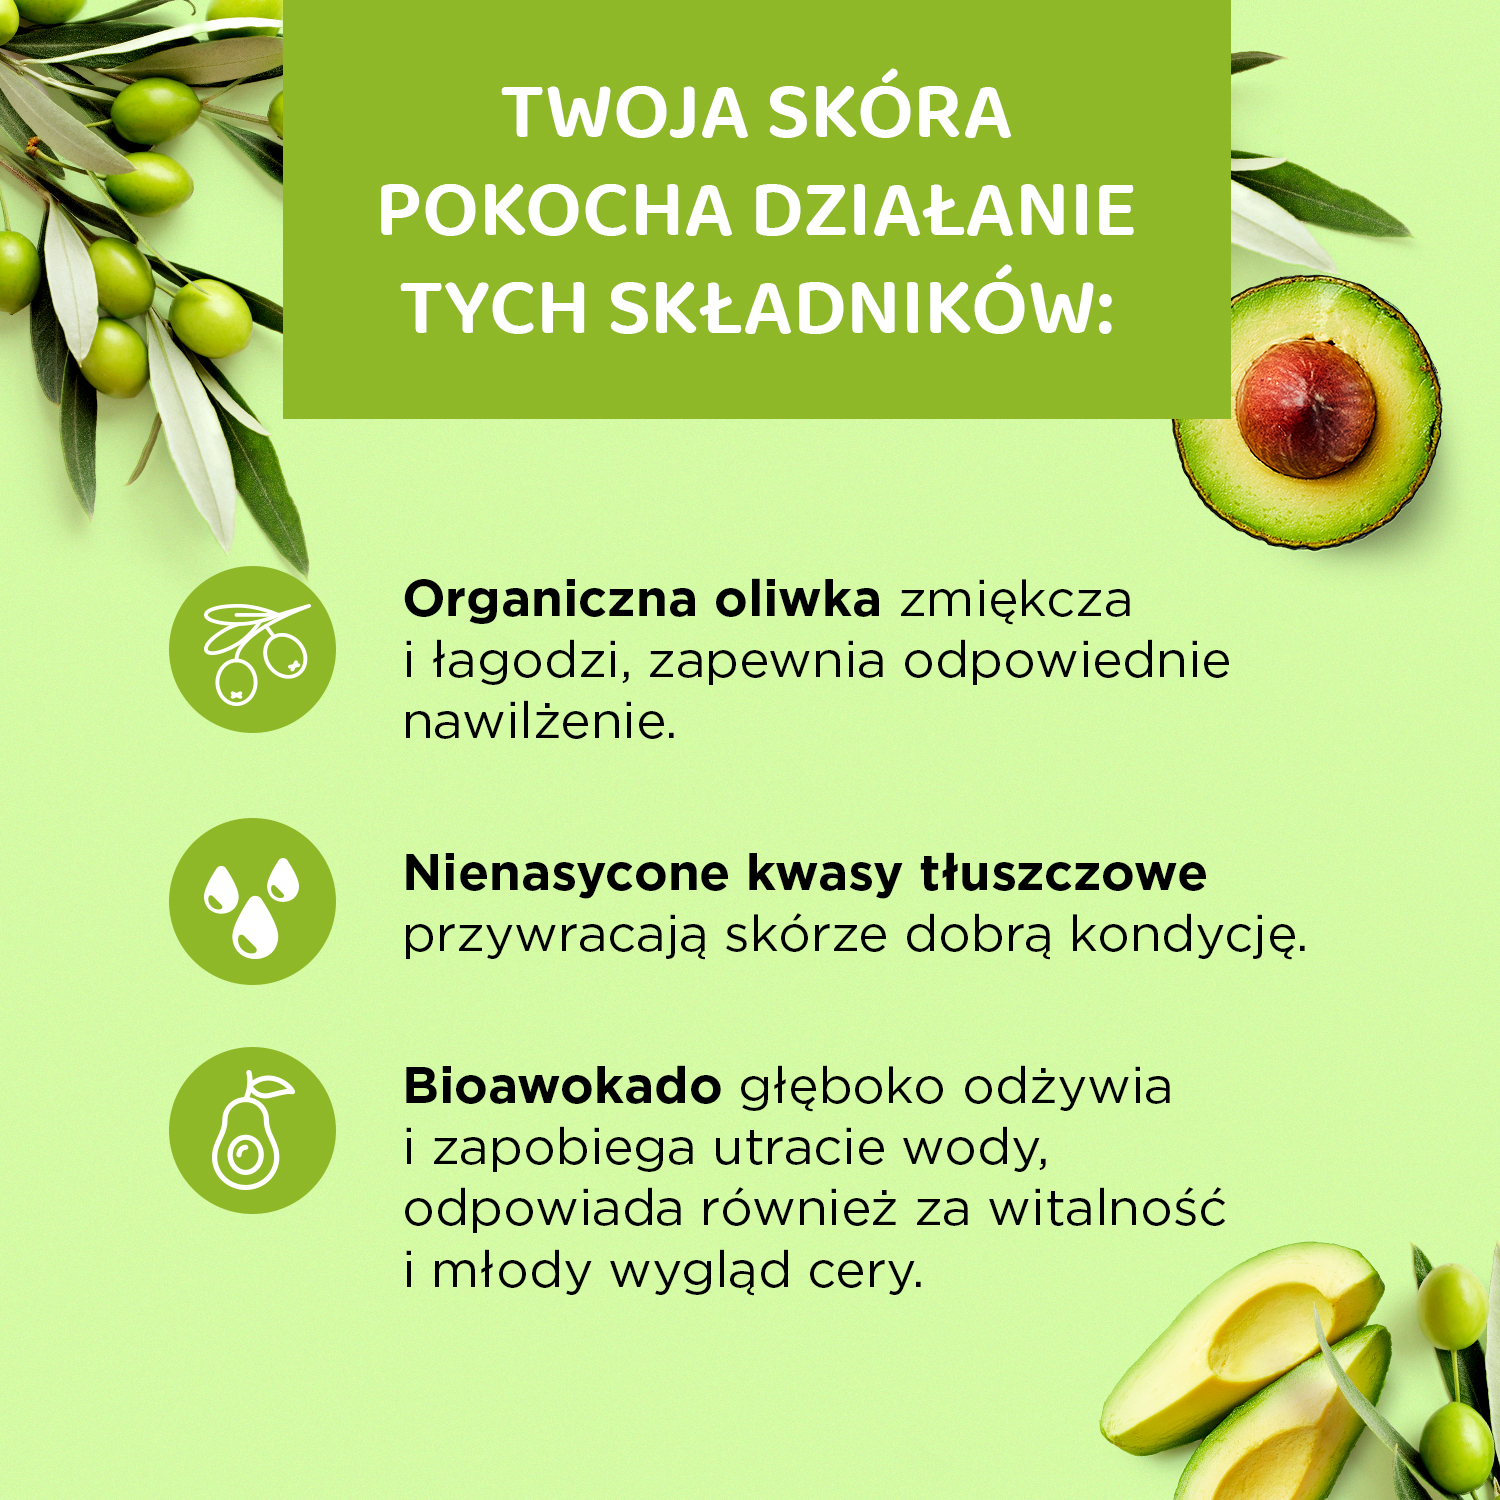 TWOJA SKÓRA
POKOCHA DZIAŁANIE
TYCH SKŁADNIKÓW:
Organiczna oliwka zmiękcza
i łagodzi, zapewnia odpowiednie
nawilżenie.
Nienasycone kwasy tłuszczowe
przywracają skórze dobrą kondycję.
Bioawokado głęboko odżywia
i zapobiega utracie wody,
odpowiada również za witalność
i młody wygląd cery.